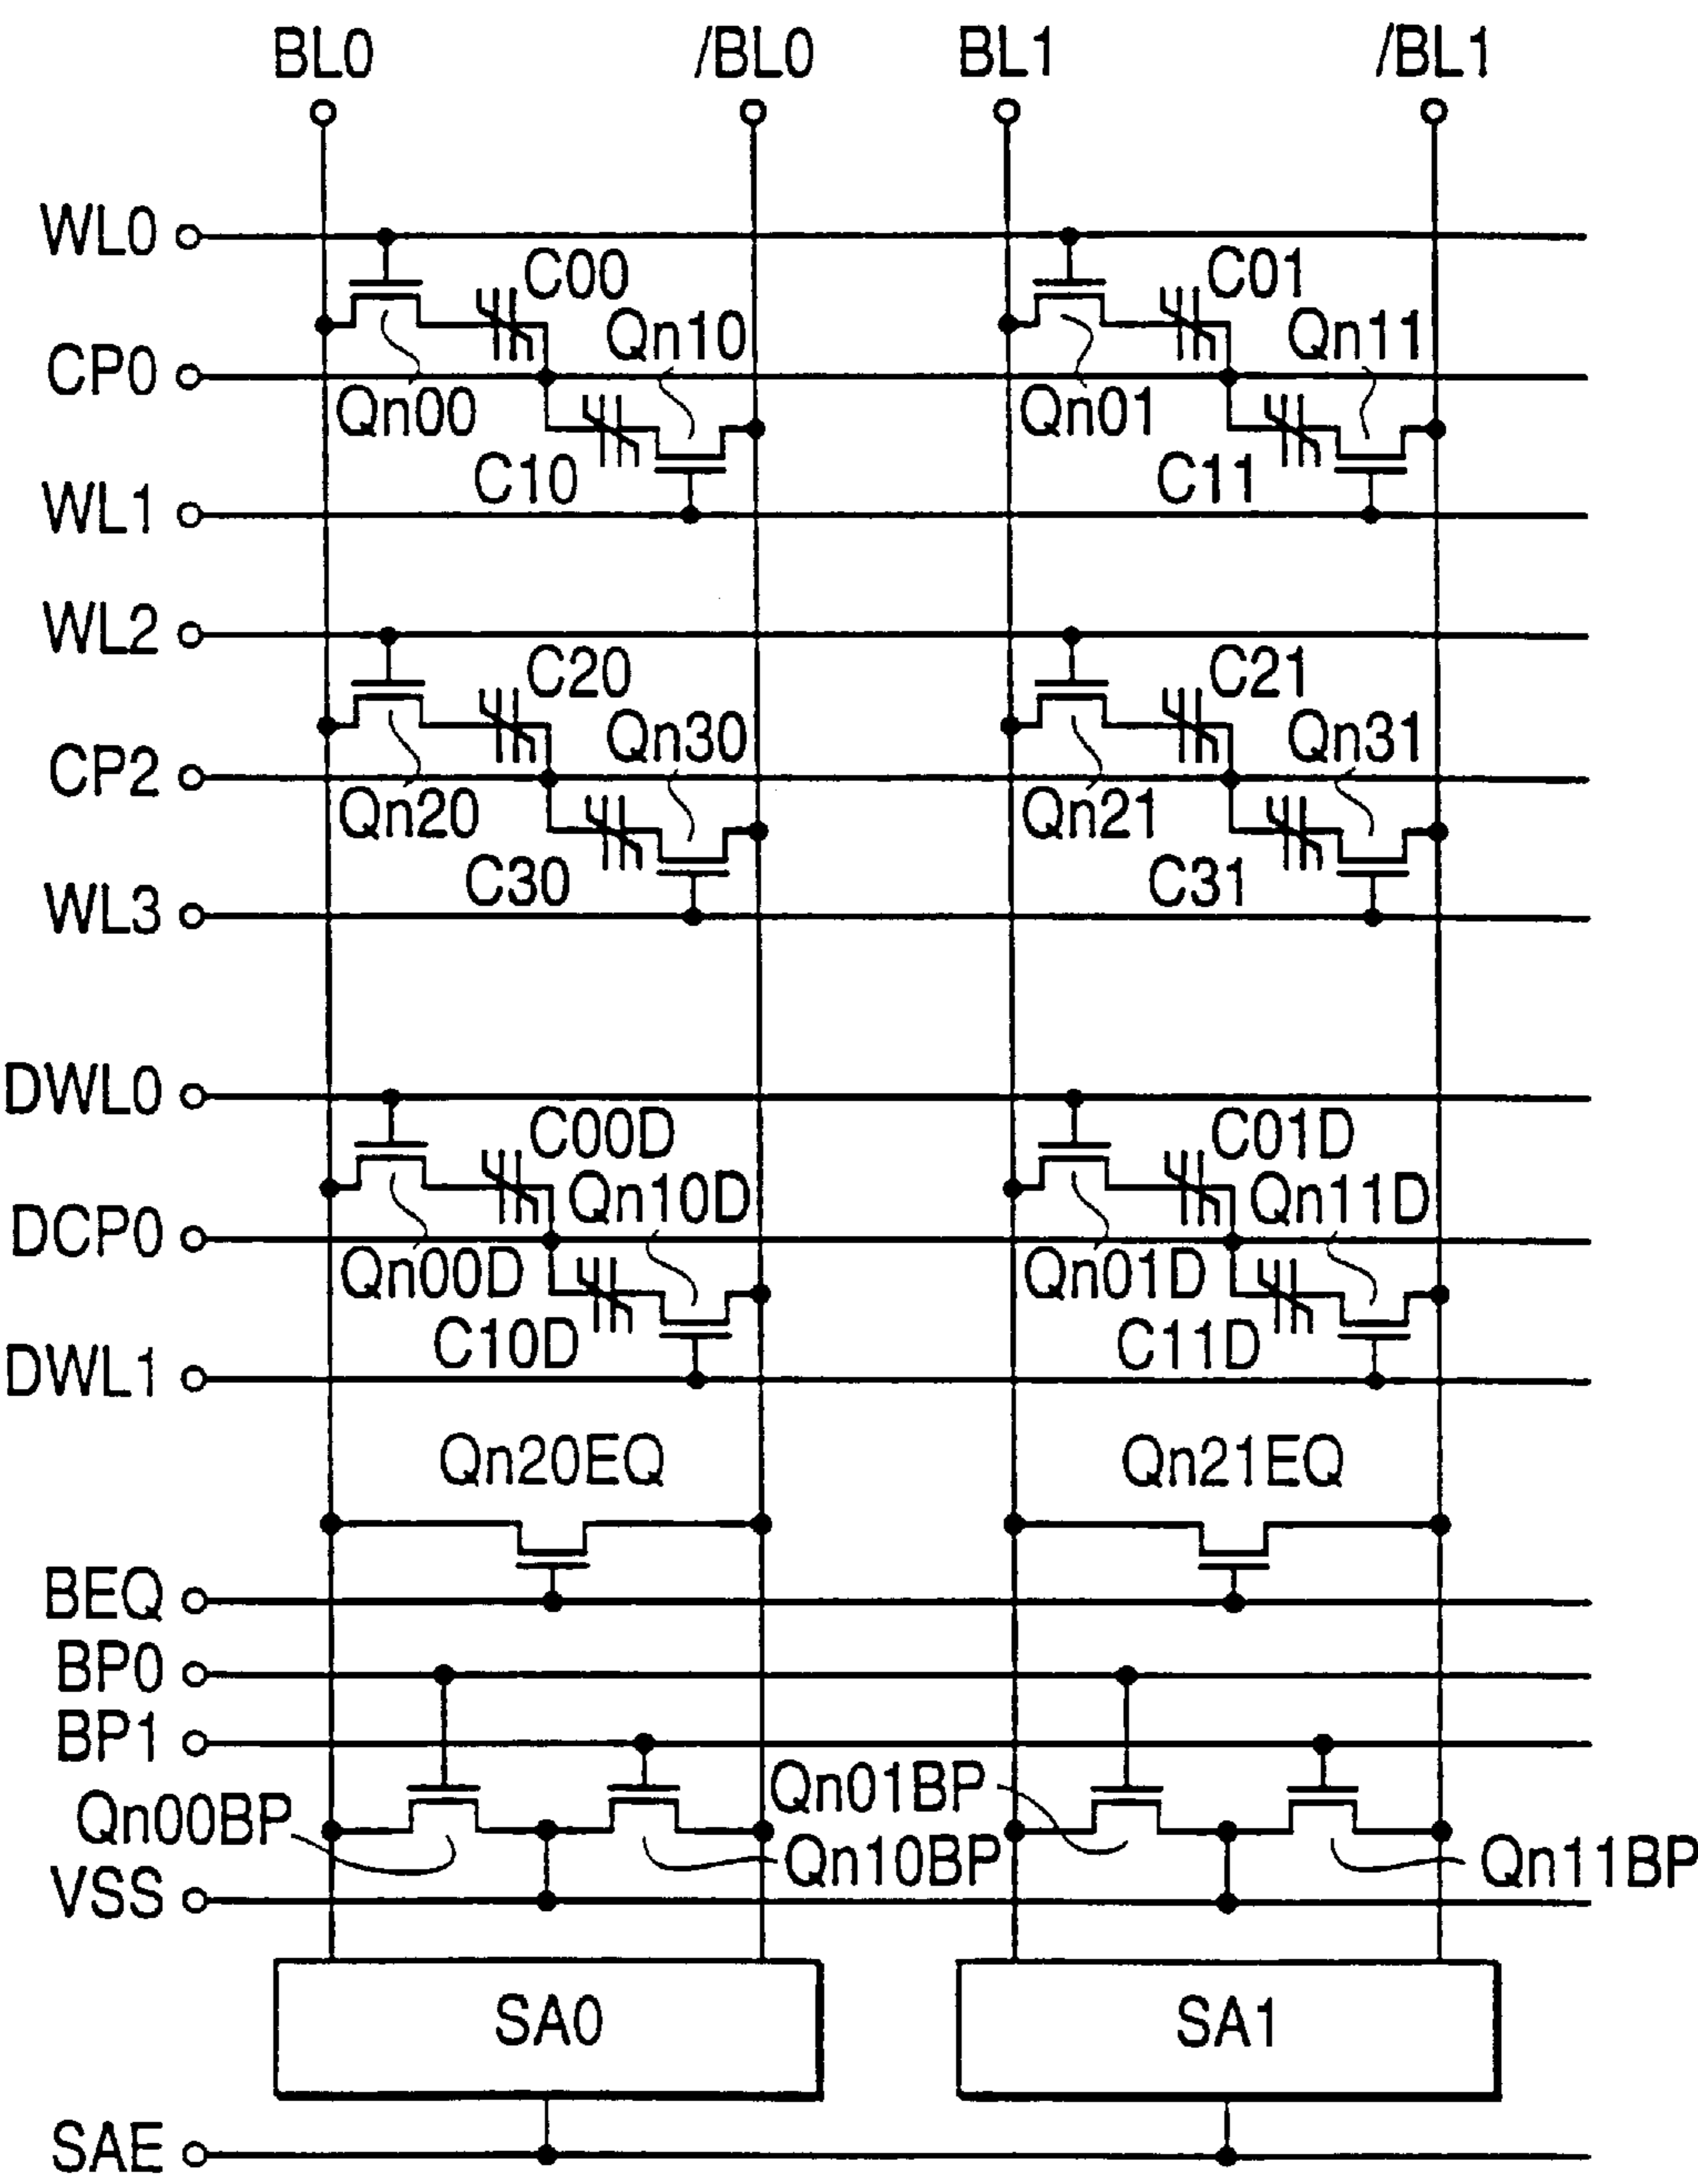 BL0 /BL0 BL1 /BL1
WL0
C00 C01
Qn10 Qn11
CP0
Qn00 Qn01
C10 C11
WL1
WL2
C20 C21
Qn30 Qn31
CP2
Qn20 Qn21
C30 C31
WL3
DWL0
C00D C01D
Qn10D Qn11D
DCP0
Qn00D Qn01D
C10D C11D
DWL1
Qn20EQ Qn21EQ
BEQ
BP0
BP1
Qn00BP Qn01BP
Qn10BP Qn11BP
VSS
SA0 SA1
SAE